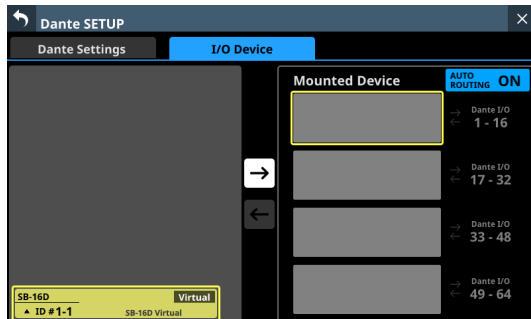 Dante SETUP
Dante Settings
I/O Device
Mounted Device
AUTO ROUTING ON
Dante I/O
1 - 16
Dante I/O
17 - 32
Dante I/O
33 - 48
Dante I/O
49 - 64
SB-16D Virtual
ID # 1-1 SB-16D Virtual